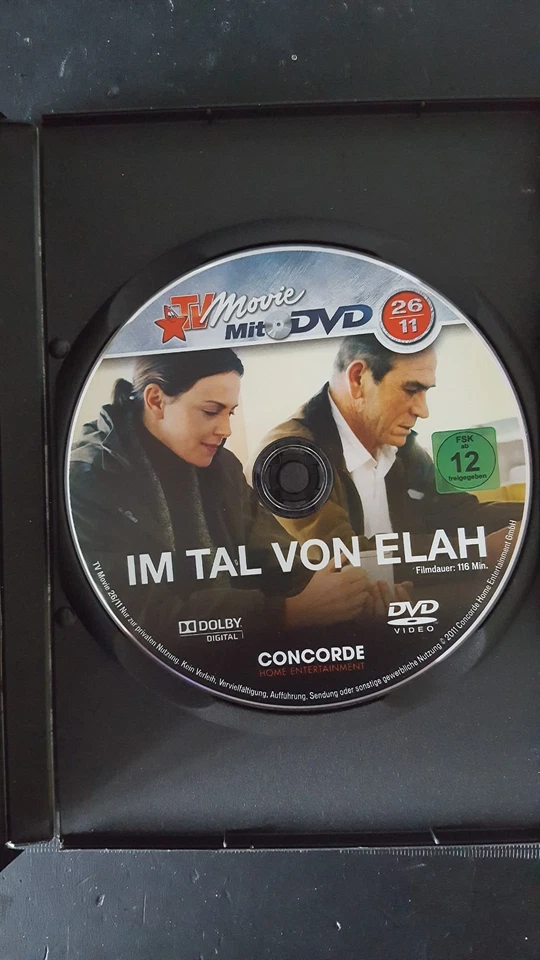 TV Movie
Mit DVD
26
11
FSK
ab
12
freigegeben
IM TAL VON ELAH
Filmdauer: 116 Min.
DOLBY
DIGITAL
DVD
VIDEO
CONCORDE
HOME ENTERTAINMENT
TV Movie 26/11 Nur zur privaten Nutzung. Kein Verleih. Vervielfältigung, Aufführung, Sendung oder sonstige gewerbliche Nutzung © 2011 Concorde Home Entertainment GmbH